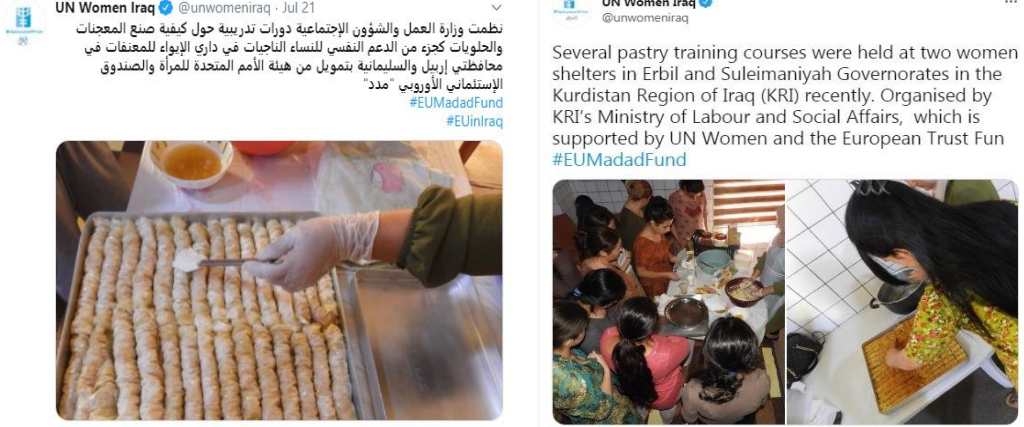 UN Women Iraq @unwomeniraq · Jul 21
نظمت وزارة العمل والشؤون الإجتماعية دورات تدريبية حول كيفية صنع المعجنات
والحلويات كجزء من الدعم النفسي للنساء الناجيات في داري الإيواء للمعنفات في
محافظتي إربيل والسليمانية بتمويل من هيئة الأمم المتحدة للمرأة والصندوق
الإستئماني الأوروبي "مدد"
#EUMadadFund
#EUinIraq
UN Women Iraq
@unwomeniraq
Several pastry training courses were held at two women
shelters in Erbil and Suleimaniyah Governorates in the
Kurdistan Region of Iraq (KRI) recently. Organised by
KRI's Ministry of Labour and Social Affairs, which is
supported by UN Women and the European Trust Fun
#EUMadadFund